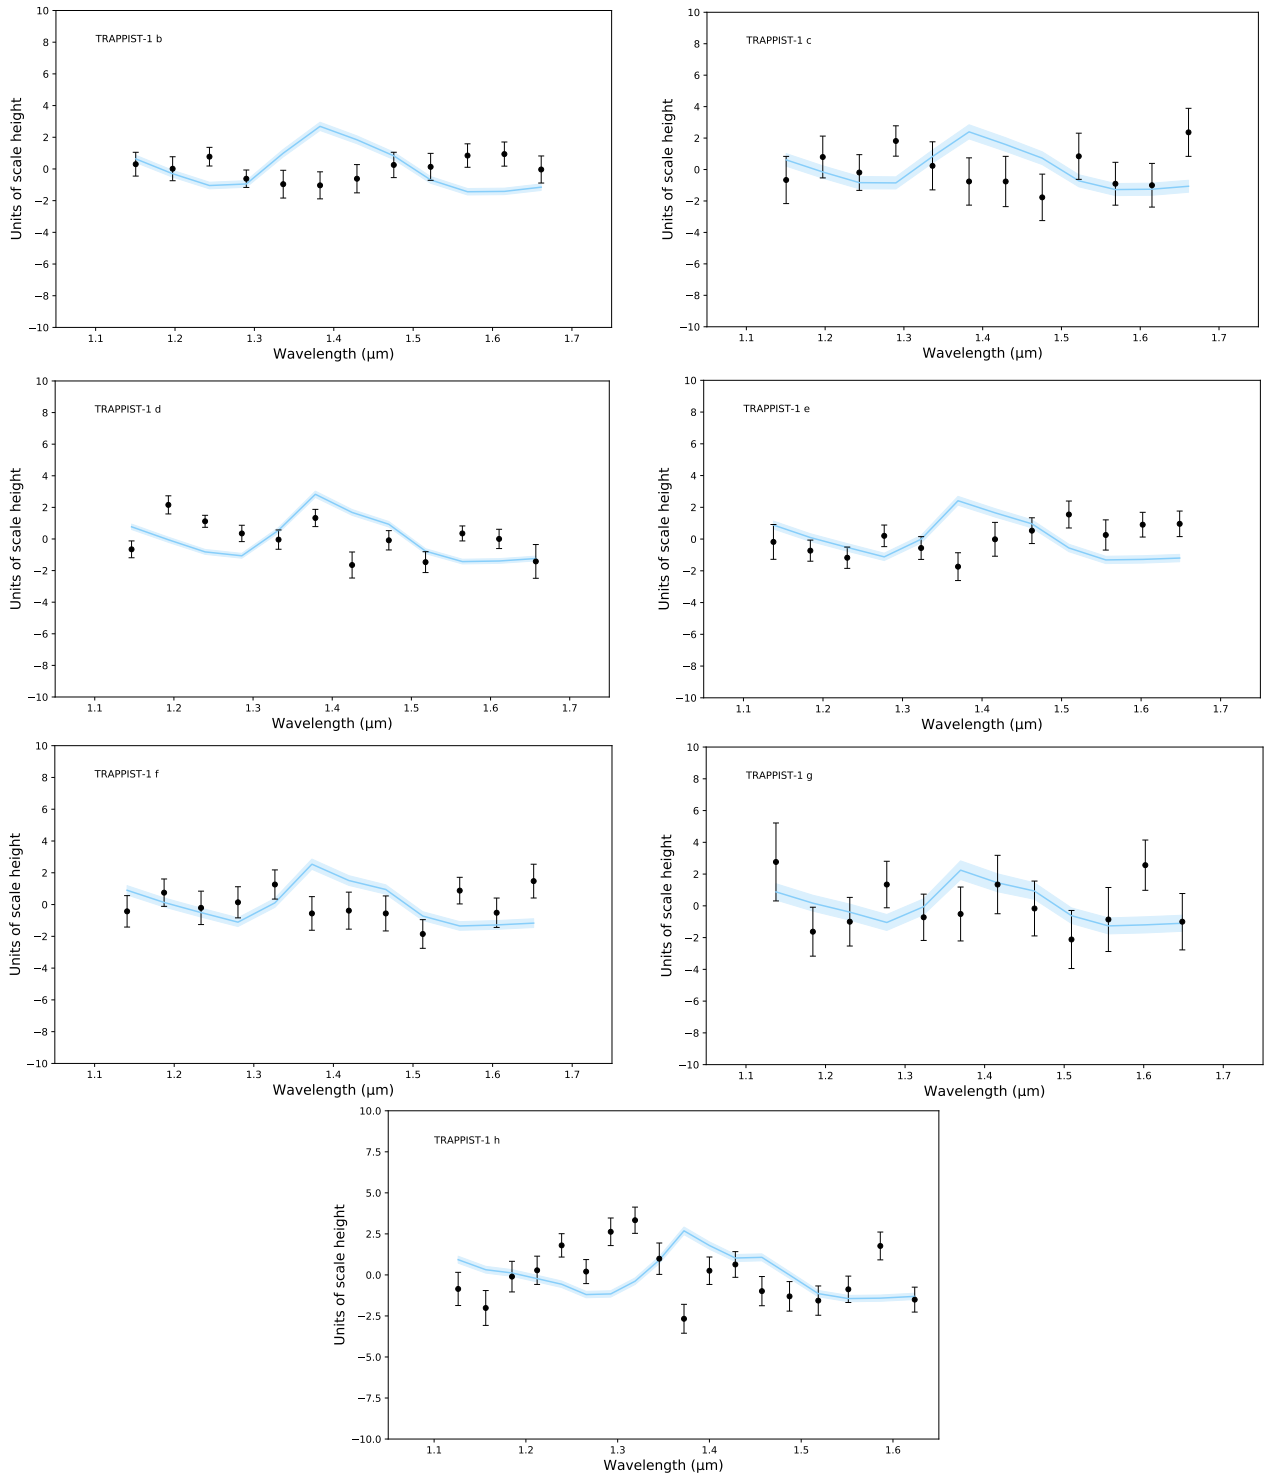 TRAPPIST-1 b
10
8
6
4
2
0
−2
−4
−6
−8
−10
Units of scale height
1.1 1.2 1.3 1.4 1.5 1.6 1.7
Wavelength (μm)
TRAPPIST-1 c
10
8
6
4
2
0
−2
−4
−6
−8
−10
Units of scale height
1.1 1.2 1.3 1.4 1.5 1.6 1.7
Wavelength (μm)
TRAPPIST-1 d
10
8
6
4
2
0
−2
−4
−6
−8
−10
Units of scale height
1.1 1.2 1.3 1.4 1.5 1.6 1.7
Wavelength (μm)
TRAPPIST-1 e
10
8
6
4
2
0
−2
−4
−6
−8
−10
Units of scale height
1.1 1.2 1.3 1.4 1.5 1.6 1.7
Wavelength (μm)
TRAPPIST-1 f
10
8
6
4
2
0
−2
−4
−6
−8
−10
Units of scale height
1.1 1.2 1.3 1.4 1.5 1.6 1.7
Wavelength (μm)
TRAPPIST-1 g
10
8
6
4
2
0
−2
−4
−6
−8
−10
Units of scale height
1.1 1.2 1.3 1.4 1.5 1.6 1.7
Wavelength (μm)
TRAPPIST-1 h
10.0
7.5
5.0
2.5
0.0
−2.5
−5.0
−7.5
−10.0
Units of scale height
1.1 1.2 1.3 1.4 1.5 1.6
Wavelength (μm)